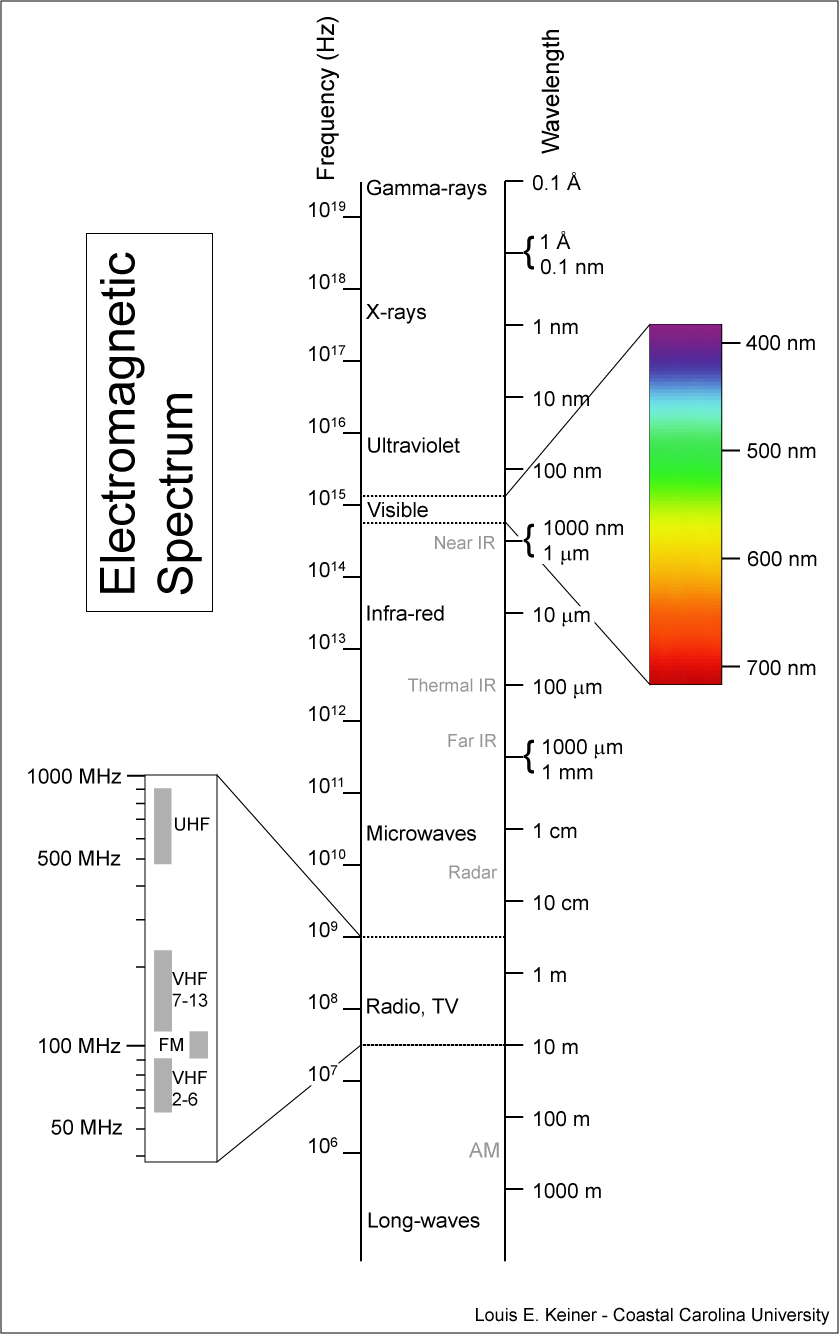 Frequency (Hz)
Wavelength
Electromagnetic
Spectrum
Gamma-rays
0.1 Å
10¹⁹
1 Å
0.1 nm
10¹⁸
X-rays
1 nm
10¹⁷
10 nm
10¹⁶
Ultraviolet
100 nm
10¹⁵
Visible
1000 nm
1 μm
Near IR
10¹⁴
Infra-red
10 μm
10¹³
Thermal IR
100 μm
10¹²
Far IR
1000 μm
1 mm
10¹¹
Microwaves
1 cm
10¹⁰
Radar
10 cm
10⁹
1 m
10⁸
Radio, TV
10 m
10⁷
100 m
10⁶
AM
1000 m
Long-waves
400 nm
500 nm
600 nm
700 nm
1000 MHz
UHF
500 MHz
VHF
7-13
100 MHz
FM
VHF
2-6
50 MHz
Louis E. Keiner - Coastal Carolina University